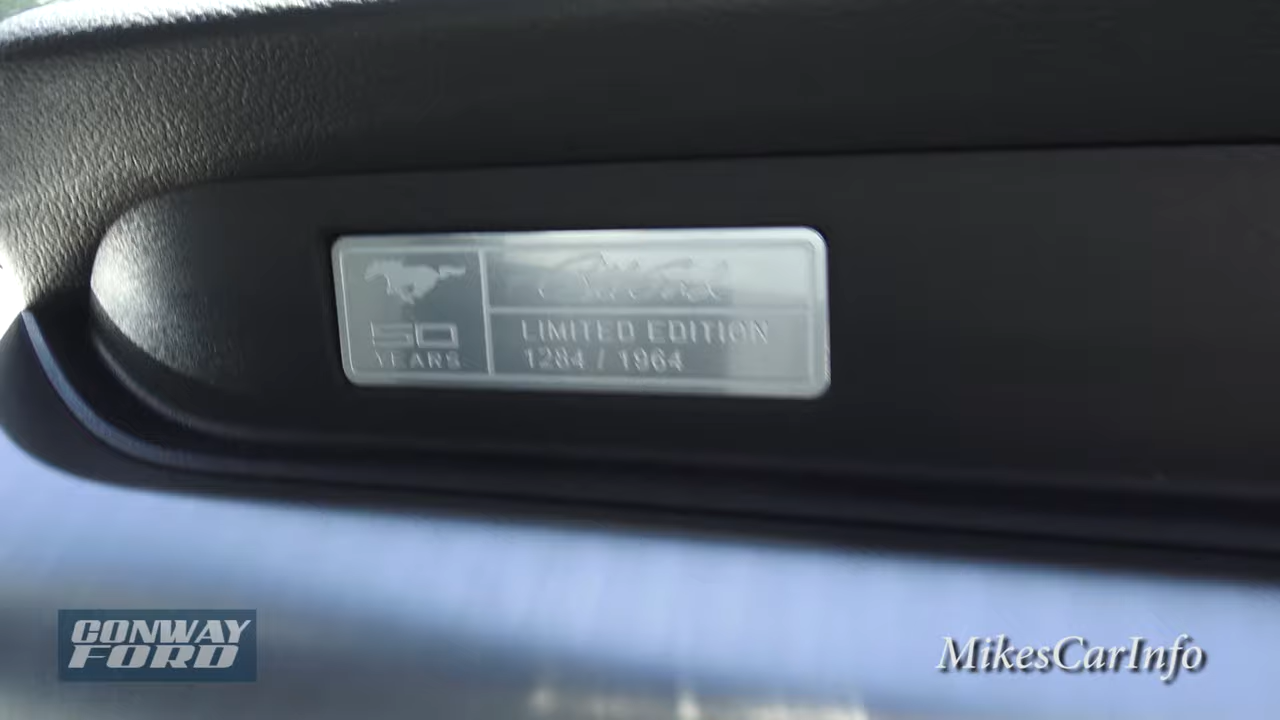 50
YEARS
LIMITED EDITION
1284 / 1964
CONWAY
FORD
MikesCarInfo